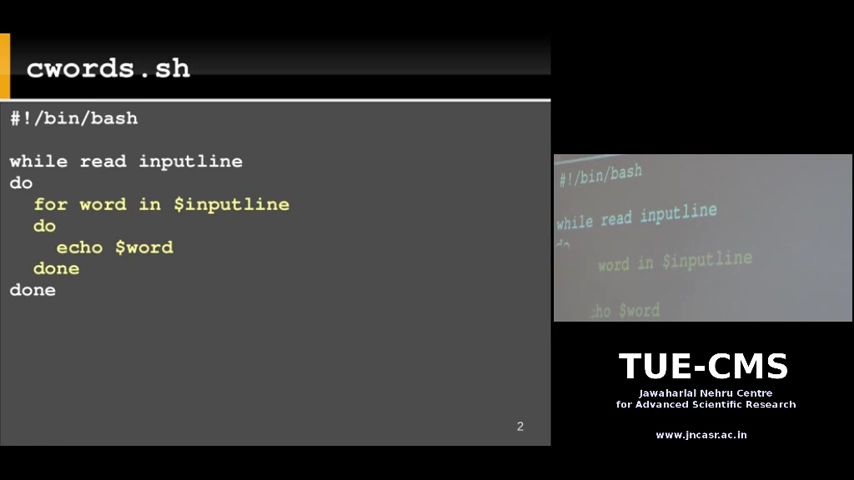 cwords.sh
#!/bin/bash
while read inputline
do
for word in $inputline
do
echo $word
done
done
2
#!/bin/bash
while read inputline
word in $inputline
$word
TUE-CMS
Jawaharlal Nehru Centre
for Advanced Scientific Research
www.jncasr.ac.in